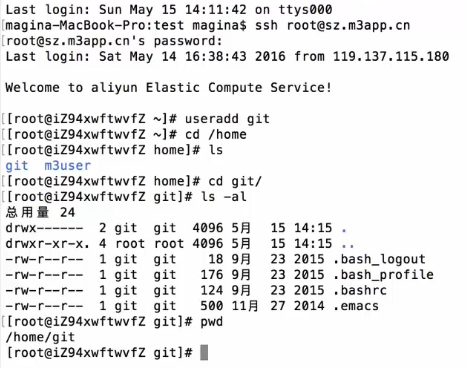 Last login: Sun May 15 14:11:42 on ttys000
magina-MacBook-Pro:test magina$ ssh root@sz.m3app.cn
[root@sz.m3app.cn's password:
Last login: Sat May 14 16:38:43 2016 from 119.137.115.180
Welcome to aliyun Elastic Compute Service!
[[root@iZ94xwftwvfZ ~]# useradd git
[[root@iZ94xwftwvfZ ~]# cd /home
[[root@iZ94xwftwvfZ home]# ls
git m3user
[[root@iZ94xwftwvfZ home]# cd git/
[[root@iZ94xwftwvfZ git]# ls -al
总用量 24
drwx------ 2 git git 4096 5月 15 14:15 .
drwxr-xr-x. 4 root root 4096 5月 15 14:15 ..
-rw-r--r-- 1 git git 18 9月 23 2015 .bash_logout
-rw-r--r-- 1 git git 176 9月 23 2015 .bash_profile
-rw-r--r-- 1 git git 124 9月 23 2015 .bashrc
-rw-r--r-- 1 git git 500 11月 27 2014 .emacs
[[root@iZ94xwftwvfZ git]# pwd
/home/git
[root@iZ94xwftwvfZ git]#